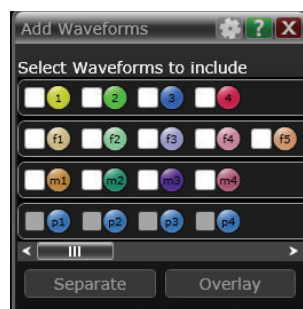 Add Waveforms ? X
Select Waveforms to include
1 2 3 4
f1 f2 f3 f4 f5
m1 m2 m3 m4
p1 p2 p3 p4
< III >
Separate Overlay